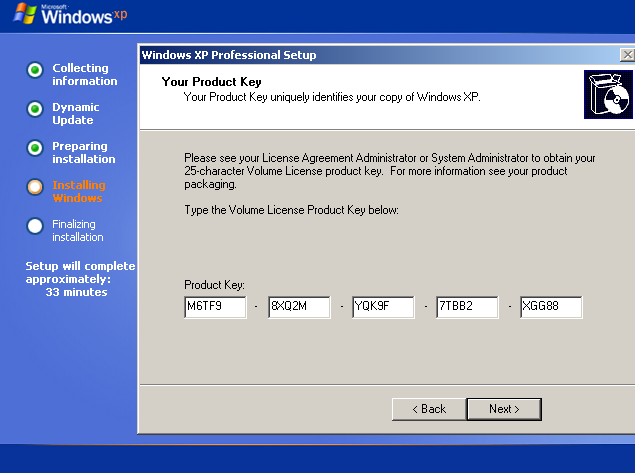 Microsoft
Windows xp
Windows XP Professional Setup
Collecting
information
Dynamic
Update
Preparing
installation
Installing
Windows
Finalizing
installation
Setup will complete
approximately:
33 minutes
Your Product Key
Your Product Key uniquely identifies your copy of Windows XP.
Please see your License Agreement Administrator or System Administrator to obtain your
25-character Volume License product key. For more information see your product
packaging.
Type the Volume License Product Key below:
Product Key:
M6TF9 - 8XQ2M - YQK9F - 7TBB2 - XGG88
< Back Next >